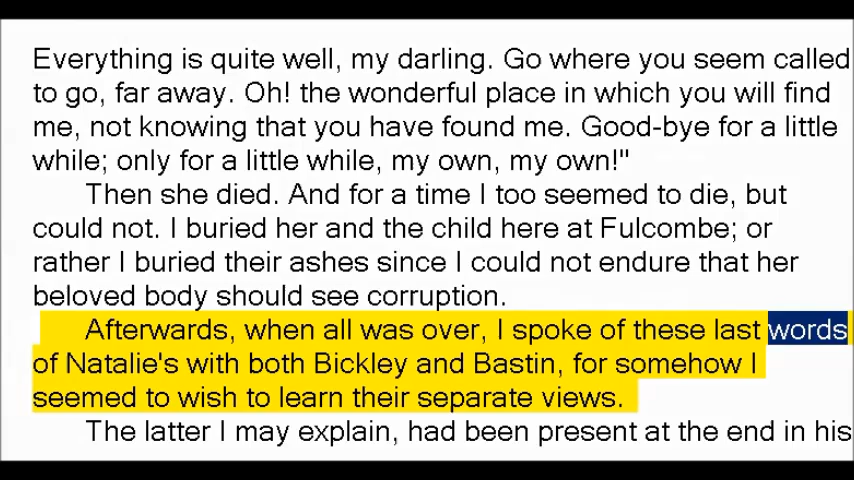 Everything is quite well, my darling. Go where you seem called
to go, far away. Oh! the wonderful place in which you will find
me, not knowing that you have found me. Good-bye for a little
while; only for a little while, my own, my own!"
Then she died. And for a time I too seemed to die, but
could not. I buried her and the child here at Fulcombe; or
rather I buried their ashes since I could not endure that her
beloved body should see corruption.
Afterwards, when all was over, I spoke of these last words
of Natalie's with both Bickley and Bastin, for somehow I
seemed to wish to learn their separate views.
The latter I may explain, had been present at the end in his